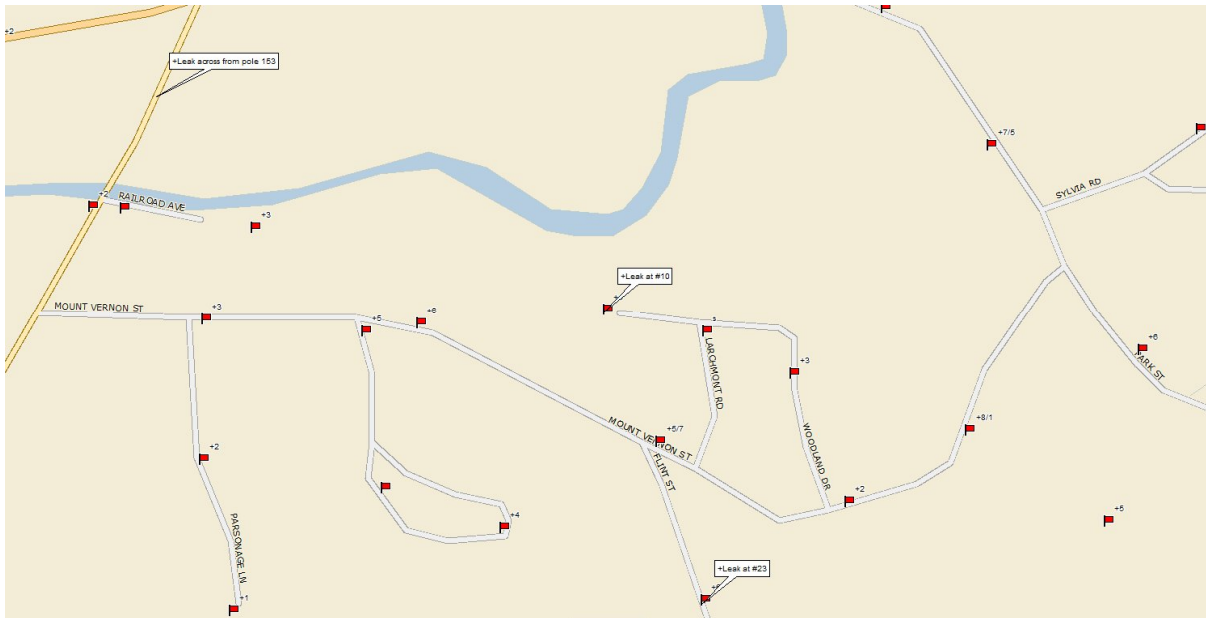 +2
+Leak across from pole 153
+7/5
SYLVIA RD
+2
RAILROAD AVE
+3
+Leak at #10
MOUNT VERNON ST
+3
+5
+6
LARCHMONT RD
+3
+6
PARK ST
+5/7
MOUNT VERNON ST
FLINT ST
WOODLAND DR
+8/1
+2
+2
+4
+5
PARSONAGE LN
+Leak at #23
+1